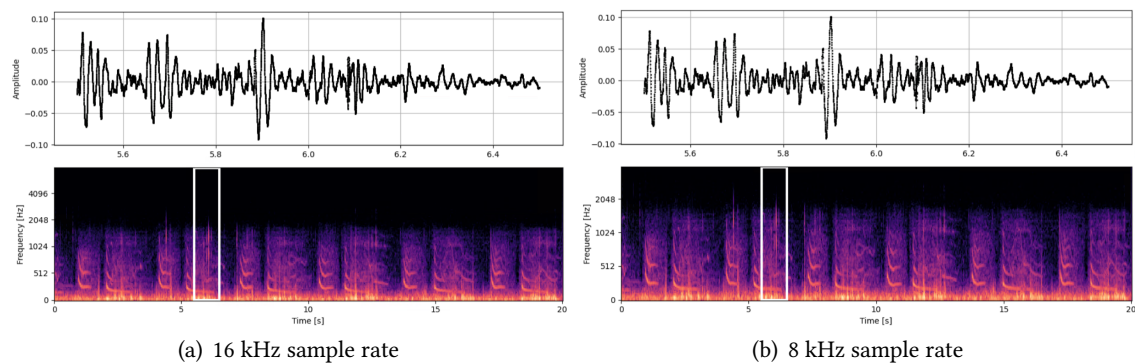 0.10
0.05
0.00
−0.05
−0.10
Amplitude
5.6 5.8 6.0 6.2 6.4
4096
2048
1024
512
0
Frequency [Hz]
0 5 10 15 20
Time [s]
(a) 16 kHz sample rate
0.10
0.05
0.00
−0.05
−0.10
Amplitude
5.6 5.8 6.0 6.2 6.4
2048
1024
512
0
Frequency [Hz]
0 5 10 15 20
Time [s]
(b) 8 kHz sample rate